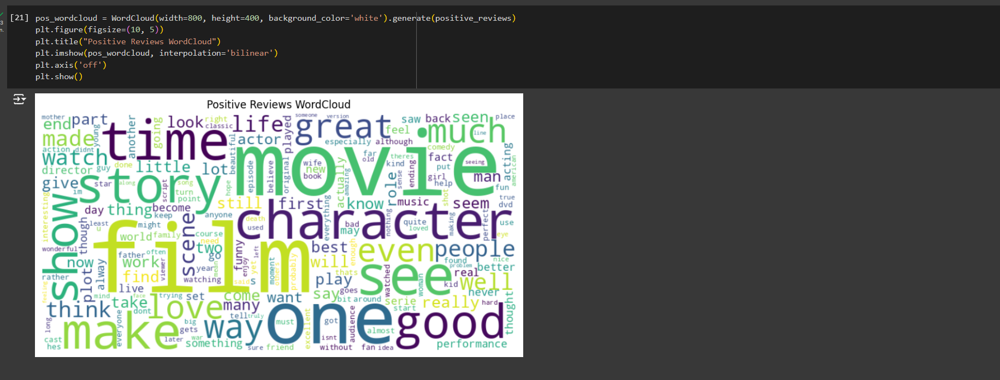 [21] pos_wordcloud = WordCloud(width=800, height=400, background_color='white').generate(positive_reviews)
3
plt.figure(figsize=(10, 5))
n.
plt.title("Positive Reviews WordCloud")
plt.imshow(pos_wordcloud, interpolation='bilinear')
plt.axis('off')
plt.show()
Positive Reviews WordCloud
mother part look right life someone version great saw back seen place
end young another going classic played feel much line
made time actor especially although comedy
action didnt beautiful movie far old theres fact seeing acting american
watch done little lot episode believe original wife new book actually amazing kind sense ending put girl help man fun
director guy
give star along script song hope role shot
im story turn point
interesting show day thing become still first everything know music seem true dvd
though least u might keep anyone death used character bad may nothing quite loved making perfect use eye
wonderful film world family scene course need two go funny enjoy yet left best will enough even people
now father often work year mean moment others probably thats see watched found problem nice better
rather plot alway find viewer watching said s play woman real kid well
feeling live say goes never
mind face trying set come want bit around serie really hard thought
think take dont love many tell truly one start good
long make everyone big gets way must excellent got audience almost
cast later war isnt performance
hes something sure friend without fan idea